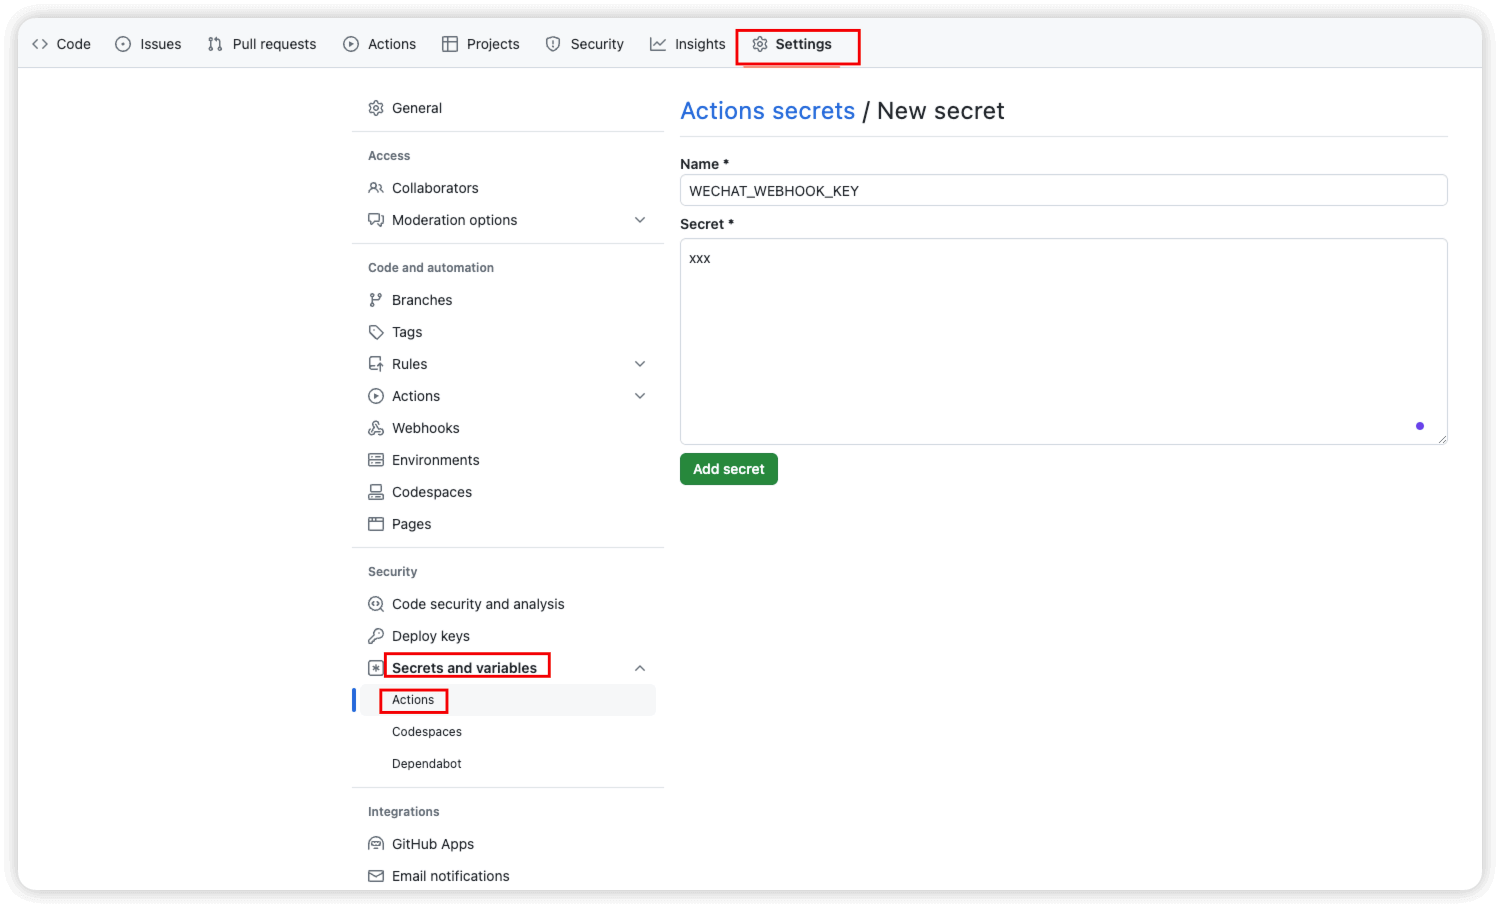 Code Issues Pull requests Actions Projects Security Insights Settings
General
Access
Collaborators
Moderation options
Code and automation
Branches
Tags
Rules
Actions
Webhooks
Environments
Codespaces
Pages
Security
Code security and analysis
Deploy keys
Secrets and variables
Actions
Codespaces
Dependabot
Integrations
GitHub Apps
Email notifications
Actions secrets / New secret
Name *
WECHAT_WEBHOOK_KEY
Secret *
xxx
Add secret